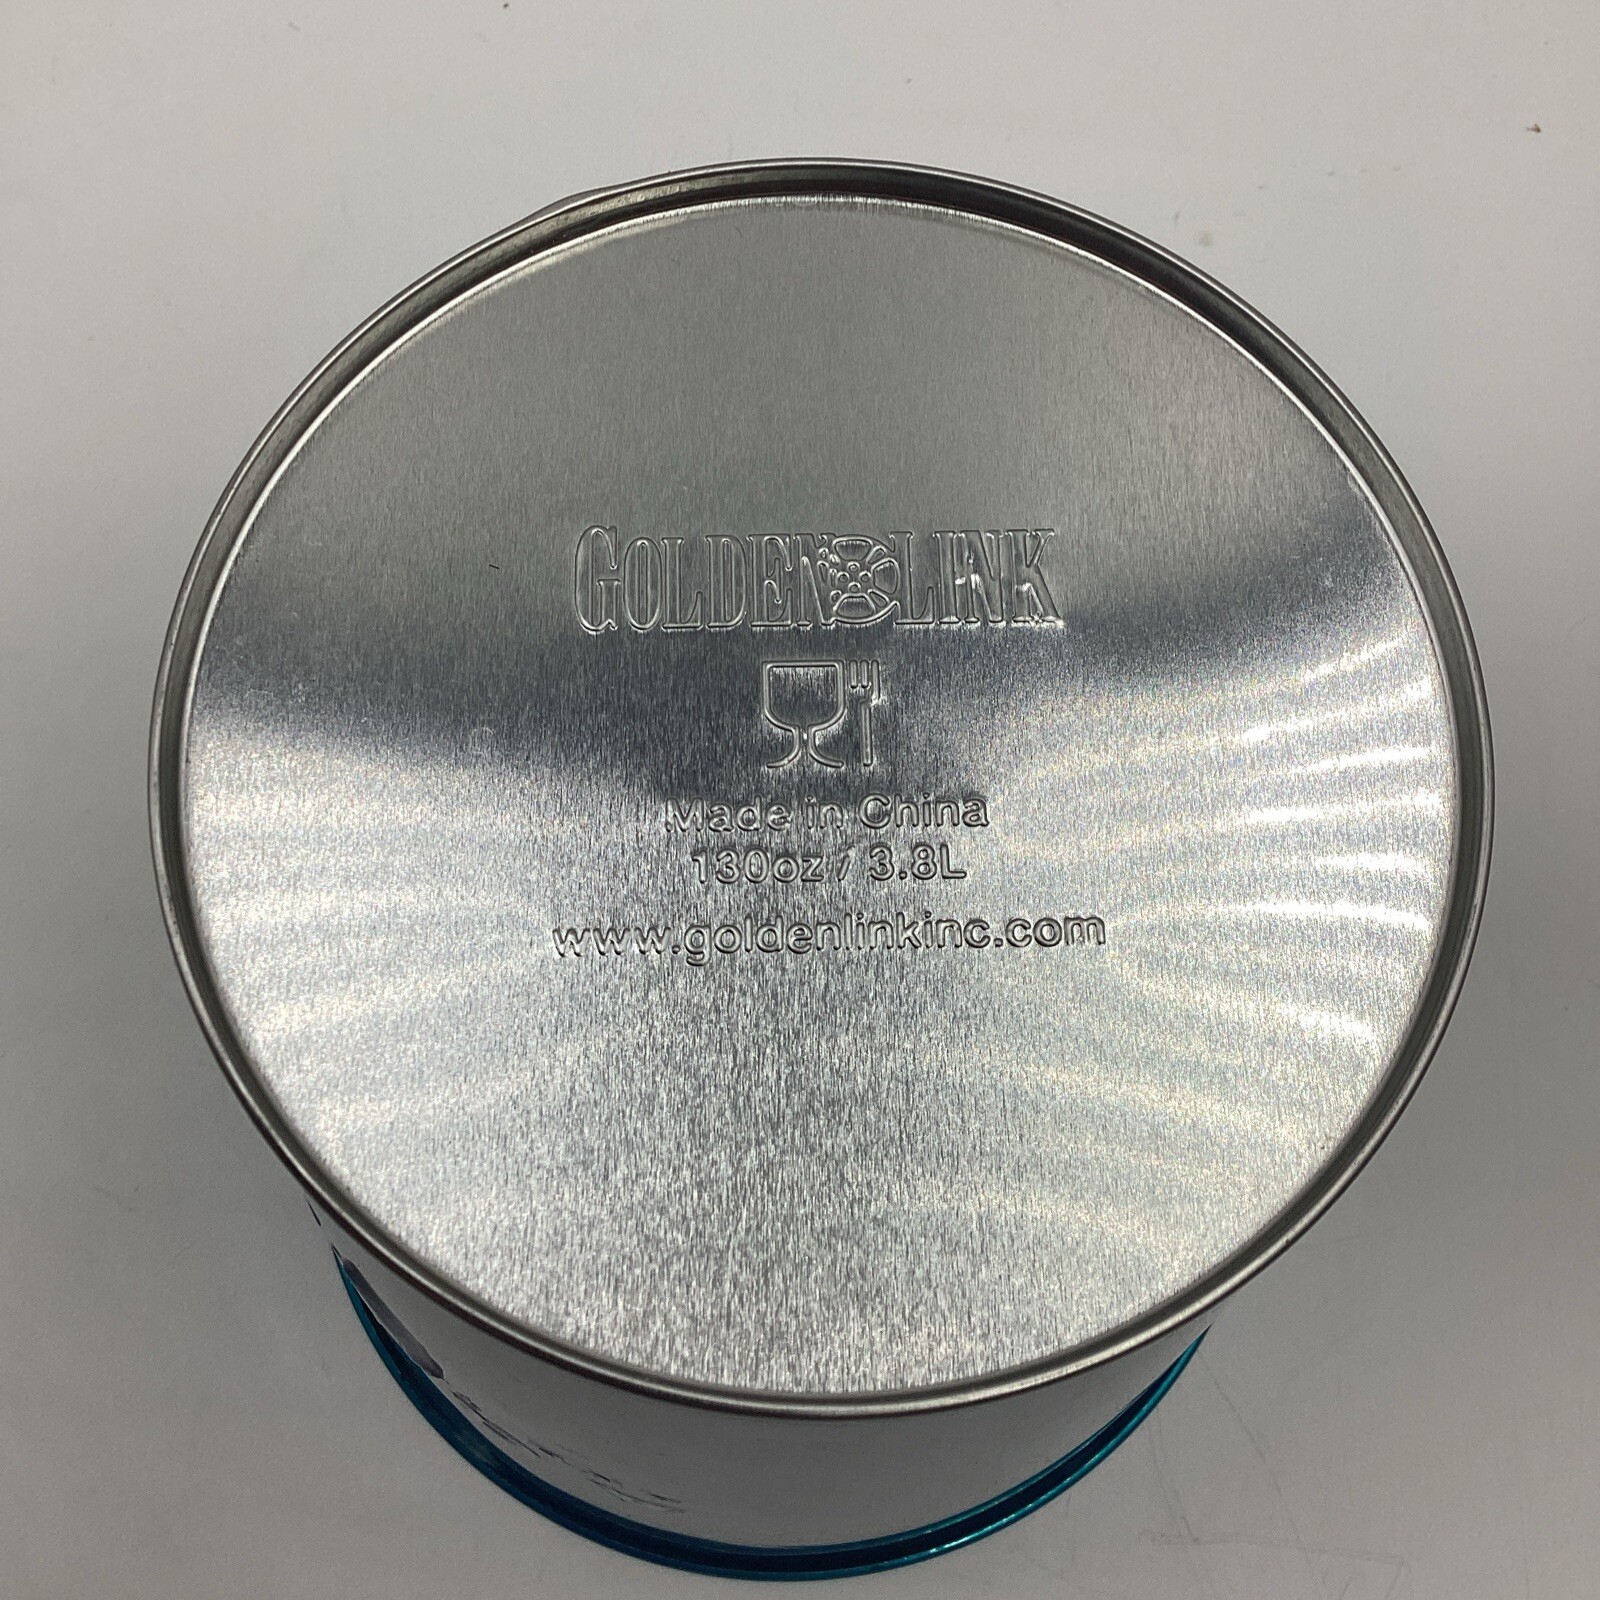 GOLDEN LINK
Made in China
130oz / 3.8L
www.goldenlinkinc.com